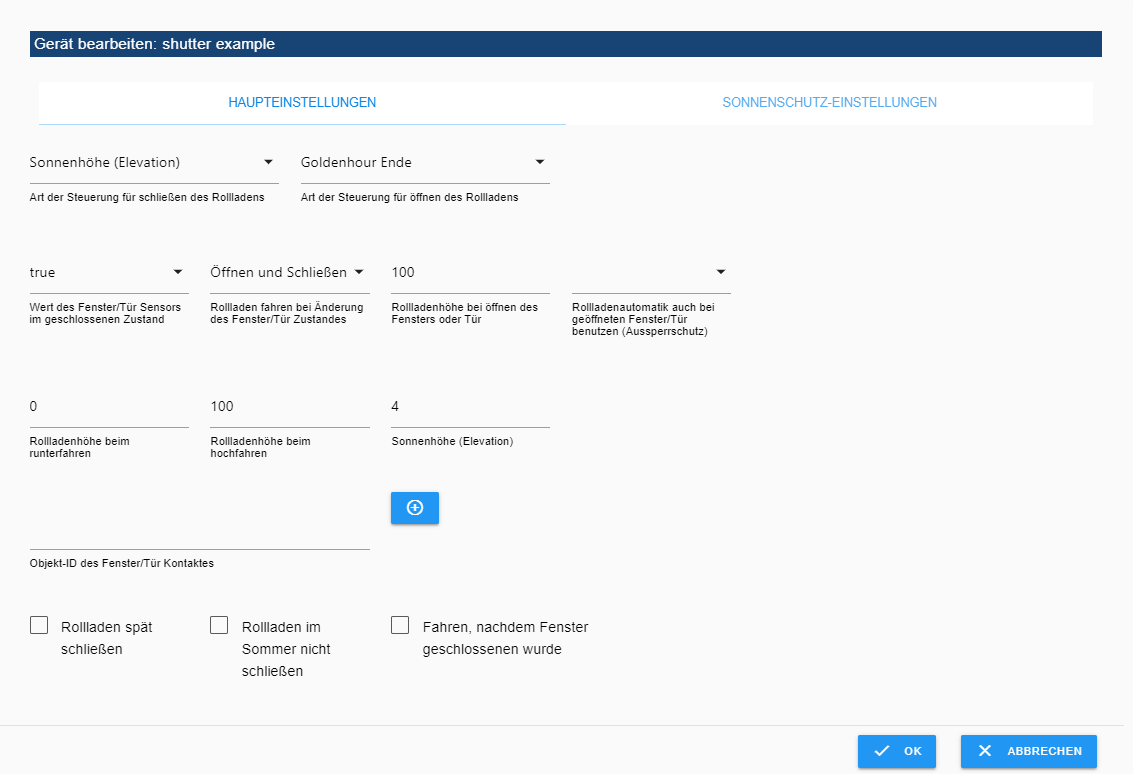 Gerät bearbeiten: shutter example
HAUPTEINSTELLUNGEN
SONNENSCHUTZ-EINSTELLUNGEN
Sonnenhöhe (Elevation)
Goldenhour Ende
Art der Steuerung für schließen des Rollladens
Art der Steuerung für öffnen des Rollladens
true
Öffnen und Schließen
100
Wert des Fenster/Tür Sensors
im geschlossenen Zustand
Rollladen fahren bei Änderung
des Fenster/Tür Zustandes
Rollladenhöhe bei öffnen des
Fensters oder Tür
Rollladenautomatik auch bei
geöffneten Fenster/Tür
benutzen (Aussperrschutz)
0
100
4
Rollladenhöhe beim
runterfahren
Rollladenhöhe beim
hochfahren
Sonnenhöhe (Elevation)
Objekt-ID des Fenster/Tür Kontaktes
Rollladen spät
schließen
Rollladen im
Sommer nicht
schließen
Fahren, nachdem Fenster
geschlossenen wurde
OK
ABBRECHEN